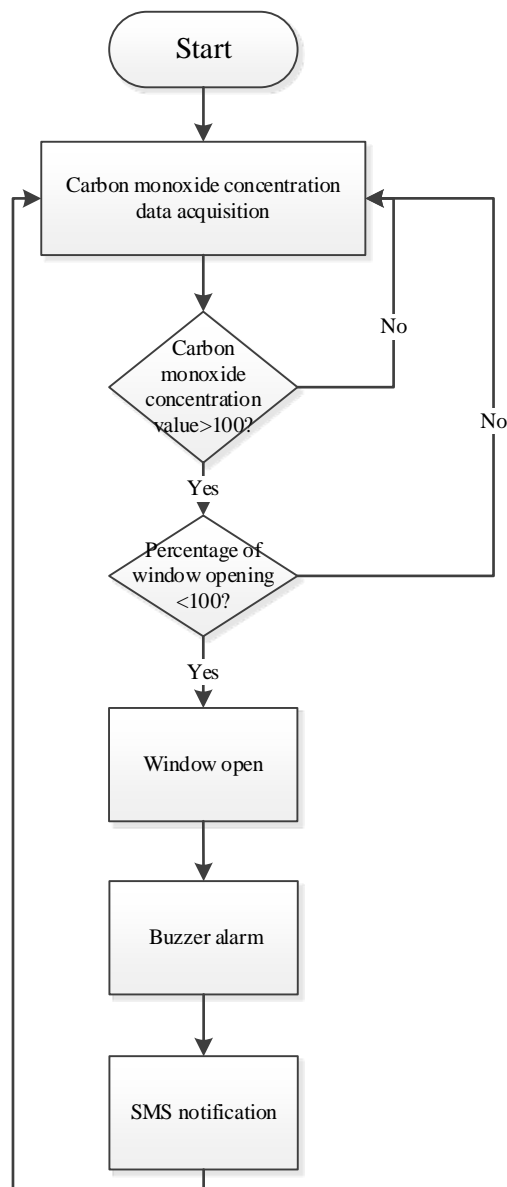 Start
Carbon monoxide concentration
data acquisition
No
Carbon
monoxide
concentration
value>100?
No
Yes
Percentage of
window opening
<100?
Yes
Window open
Buzzer alarm
SMS notification